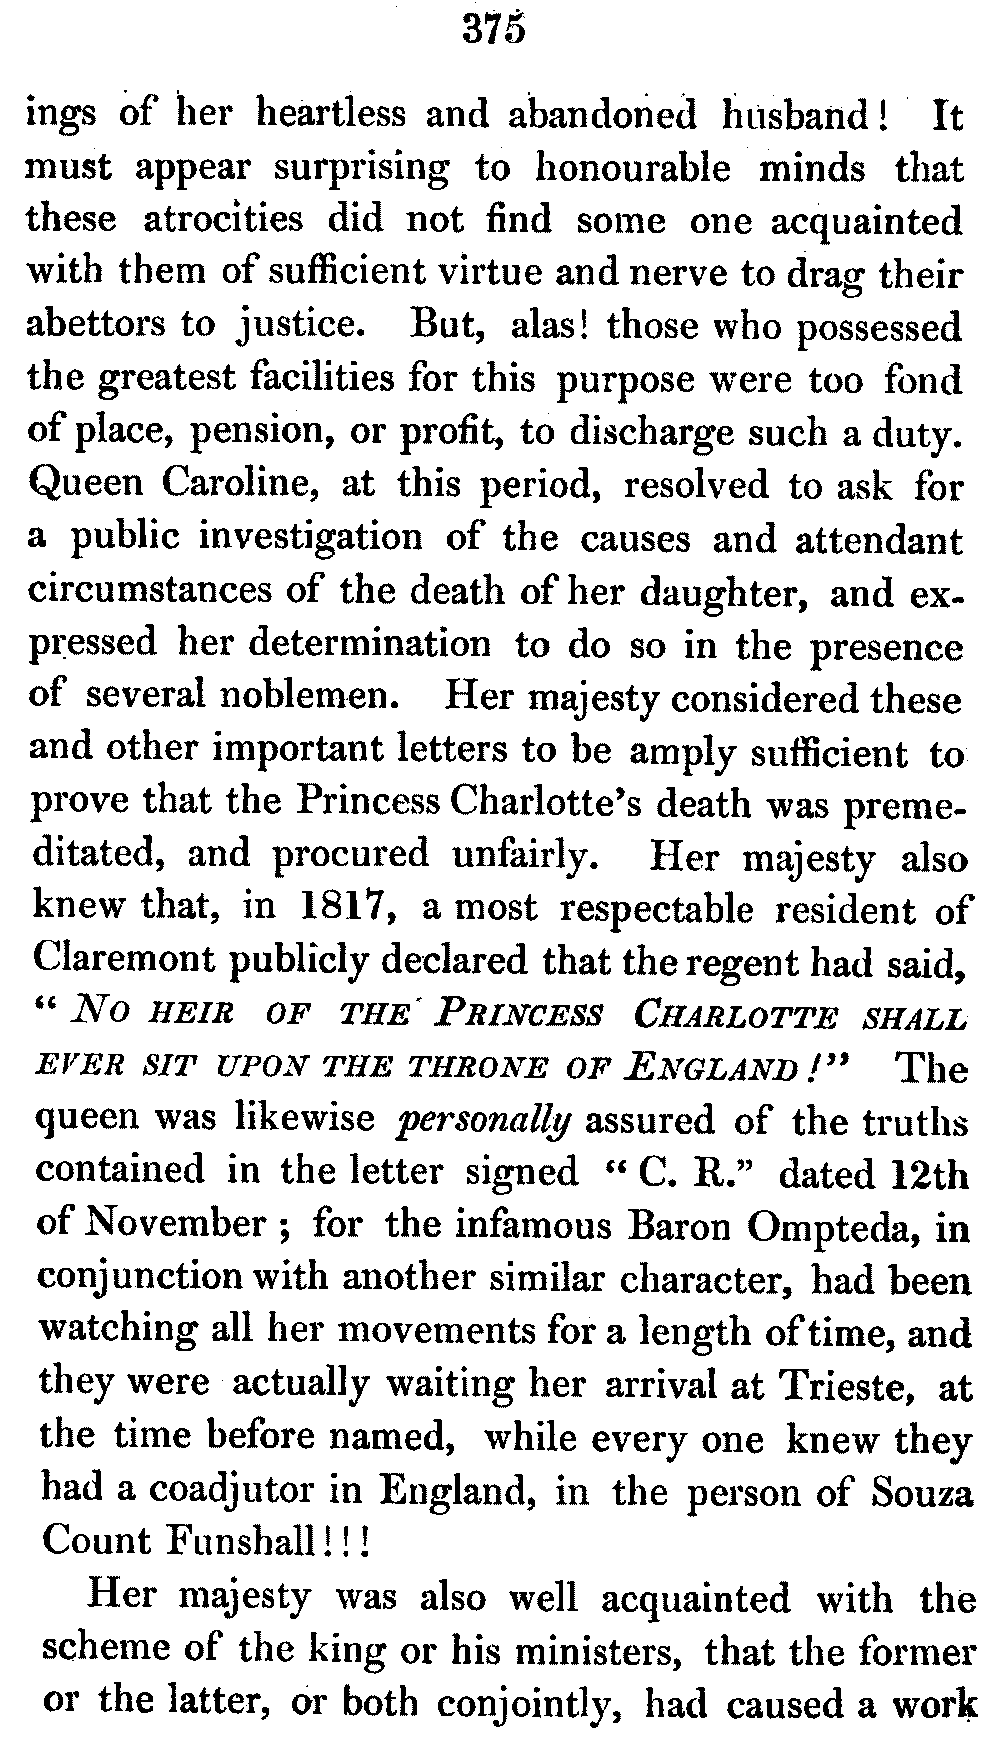 375
ings of her heartless and abandoned husband! It
must appear surprising to honourable minds that
these atrocities did not find some one acquainted
with them of sufficient virtue and nerve to drag their
abettors to justice. But, alas! those who possessed
the greatest facilities for this purpose were too fond
of place, pension, or profit, to discharge such a duty.
Queen Caroline, at this period, resolved to ask for
a public investigation of the causes and attendant
circumstances of the death of her daughter, and ex-
pressed her determination to do so in the presence
of several noblemen. Her majesty considered these
and other important letters to be amply sufficient to
prove that the Princess Charlotte's death was preme-
ditated, and procured unfairly. Her majesty also
knew that, in 1817, a most respectable resident of
Claremont publicly declared that the regent had said,
“ NO HEIR OF THE PRINCESS CHARLOTTE SHALL
EVER SIT UPON THE THRONE OF ENGLAND!” The
queen was likewise personally assured of the truths
contained in the letter signed “ C. R.” dated 12th
of November ; for the infamous Baron Ompteda, in
conjunction with another similar character, had been
watching all her movements for a length of time, and
they were actually waiting her arrival at Trieste, at
the time before named, while every one knew they
had a coadjutor in England, in the person of Souza
Count Funshall!!!
Her majesty was also well acquainted with the
scheme of the king or his ministers, that the former
or the latter, or both conjointly, had caused a work